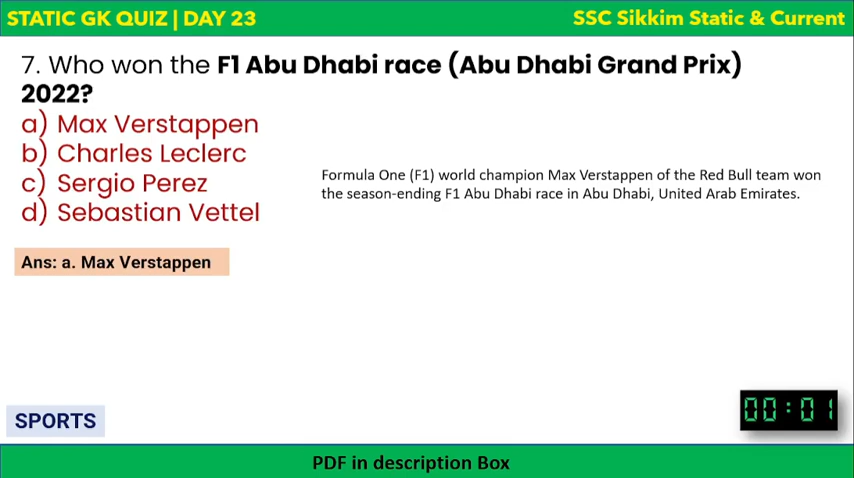 STATIC GK QUIZ | DAY 23
SSC Sikkim Static & Current
7. Who won the F1 Abu Dhabi race (Abu Dhabi Grand Prix)
2022?
a) Max Verstappen
b) Charles Leclerc
c) Sergio Perez
d) Sebastian Vettel
Formula One (F1) world champion Max Verstappen of the Red Bull team won
the season-ending F1 Abu Dhabi race in Abu Dhabi, United Arab Emirates.
Ans: a. Max Verstappen
SPORTS
00:01
PDF in description Box